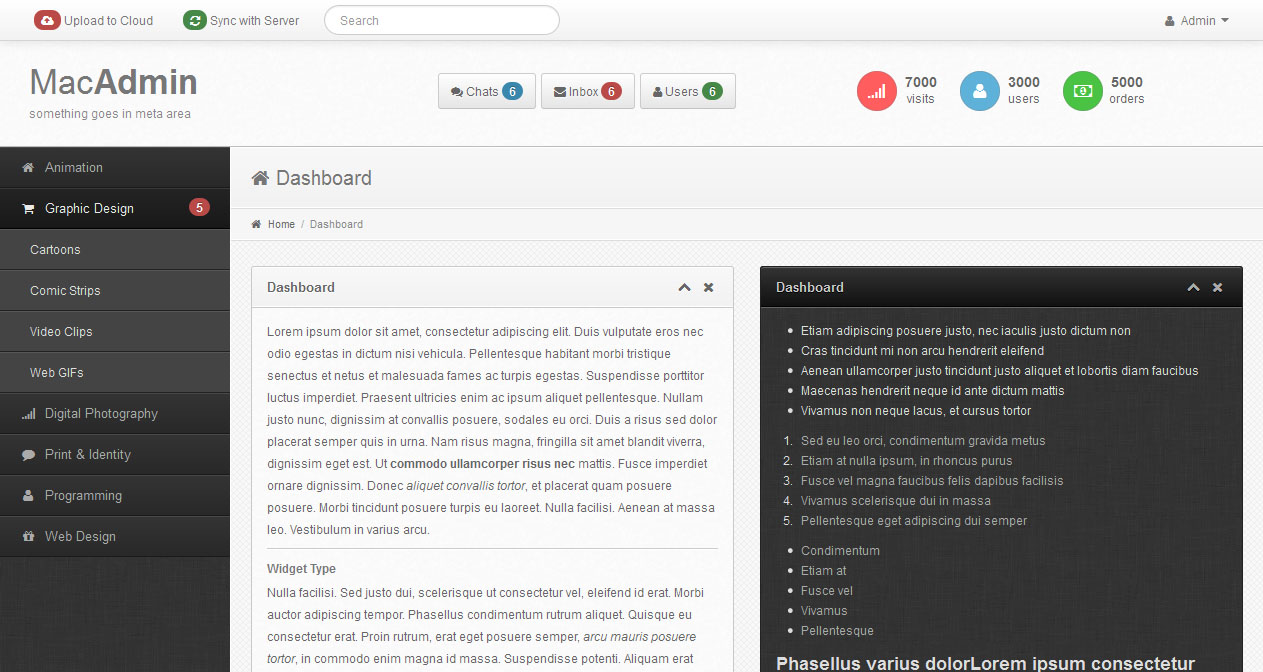 Upload to Cloud
Sync with Server
Search
Admin
MacAdmin
something goes in meta area
Chats 6
Inbox 6
Users 6
7000
visits
3000
users
5000
orders
Animation
Graphic Design 5
Cartoons
Comic Strips
Video Clips
Web GIFs
Digital Photography
Print & Identity
Programming
Web Design
Dashboard
Home / Dashboard
Dashboard
Lorem ipsum dolor sit amet, consectetur adipiscing elit. Duis vulputate eros nec
odio egestas in dictum nisi vehicula. Pellentesque habitant morbi tristique
senectus et netus et malesuada fames ac turpis egestas. Suspendisse porttitor
luctus imperdiet. Praesent ultricies enim ac ipsum aliquet pellentesque. Nullam
justo nunc, dignissim at convallis posuere, sodales eu orci. Duis a risus sed dolor
placerat semper quis in urna. Nam risus magna, fringilla sit amet blandit viverra,
dignissim eget est. Ut commodo ullamcorper risus nec mattis. Fusce imperdiet
ornare dignissim. Donec aliquet convallis tortor, et placerat quam posuere
posuere. Morbi tincidunt posuere turpis eu laoreet. Nulla facilisi. Aenean at massa
leo. Vestibulum in varius arcu.
Widget Type
Nulla facilisi. Sed justo dui, scelerisque ut consectetur vel, eleifend id erat. Morbi
auctor adipiscing tempor. Phasellus condimentum rutrum aliquet. Quisque eu
consectetur erat. Proin rutrum, erat eget posuere semper, arcu mauris posuere
tortor, in commodo enim magna id massa. Suspendisse potenti. Aliquam erat
Dashboard
• Etiam adipiscing posuere justo, nec iaculis justo dictum non
• Cras tincidunt mi non arcu hendrerit eleifend
• Aenean ullamcorper justo tincidunt justo aliquet et lobortis diam faucibus
• Maecenas hendrerit neque id ante dictum mattis
• Vivamus non neque lacus, et cursus tortor
1. Sed eu leo orci, condimentum gravida metus
2. Etiam at nulla ipsum, in rhoncus purus
3. Fusce vel magna faucibus felis dapibus facilisis
4. Vivamus scelerisque dui in massa
5. Pellentesque eget adipiscing dui semper
• Condimentum
• Etiam at
• Fusce vel
• Vivamus
• Pellentesque
Phasellus varius dolorLorem ipsum consectetur